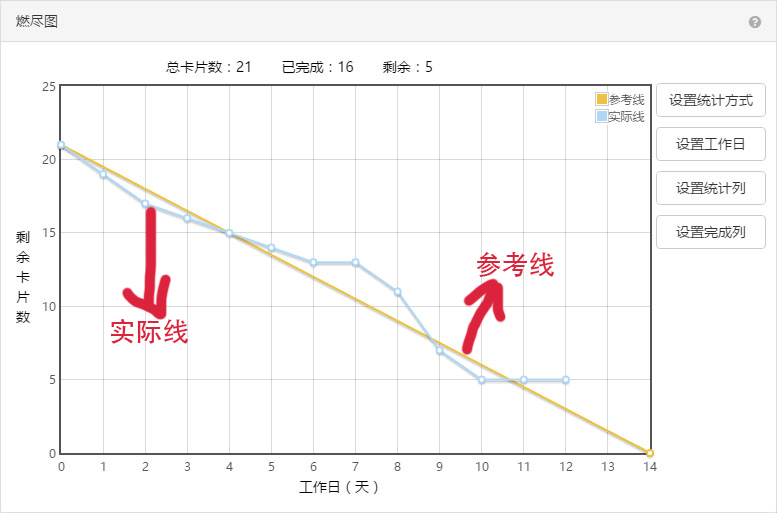 燃尽图
?
总卡片数：21 已完成：16 剩余：5
参考线
实际线
设置统计方式
设置工作日
设置统计列
设置完成列
剩余卡片数
25
20
15
10
5
0
参考线
实际线
0 1 2 3 4 5 6 7 8 9 10 11 12 13 14
工作日（天）